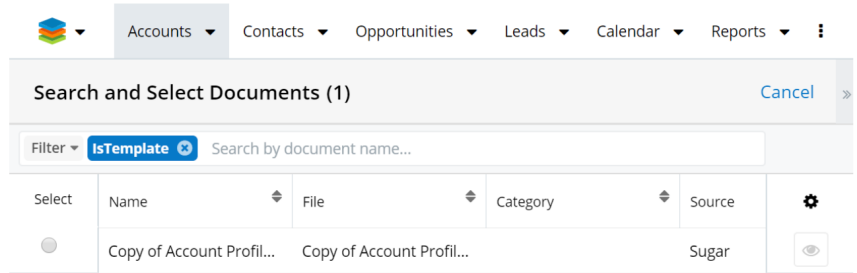 Accounts Contacts Opportunities Leads Calendar Reports
Search and Select Documents (1) Cancel »
Filter IsTemplate Search by document name...
Select Name File Category Source
Copy of Account Profil... Copy of Account Profil... Sugar